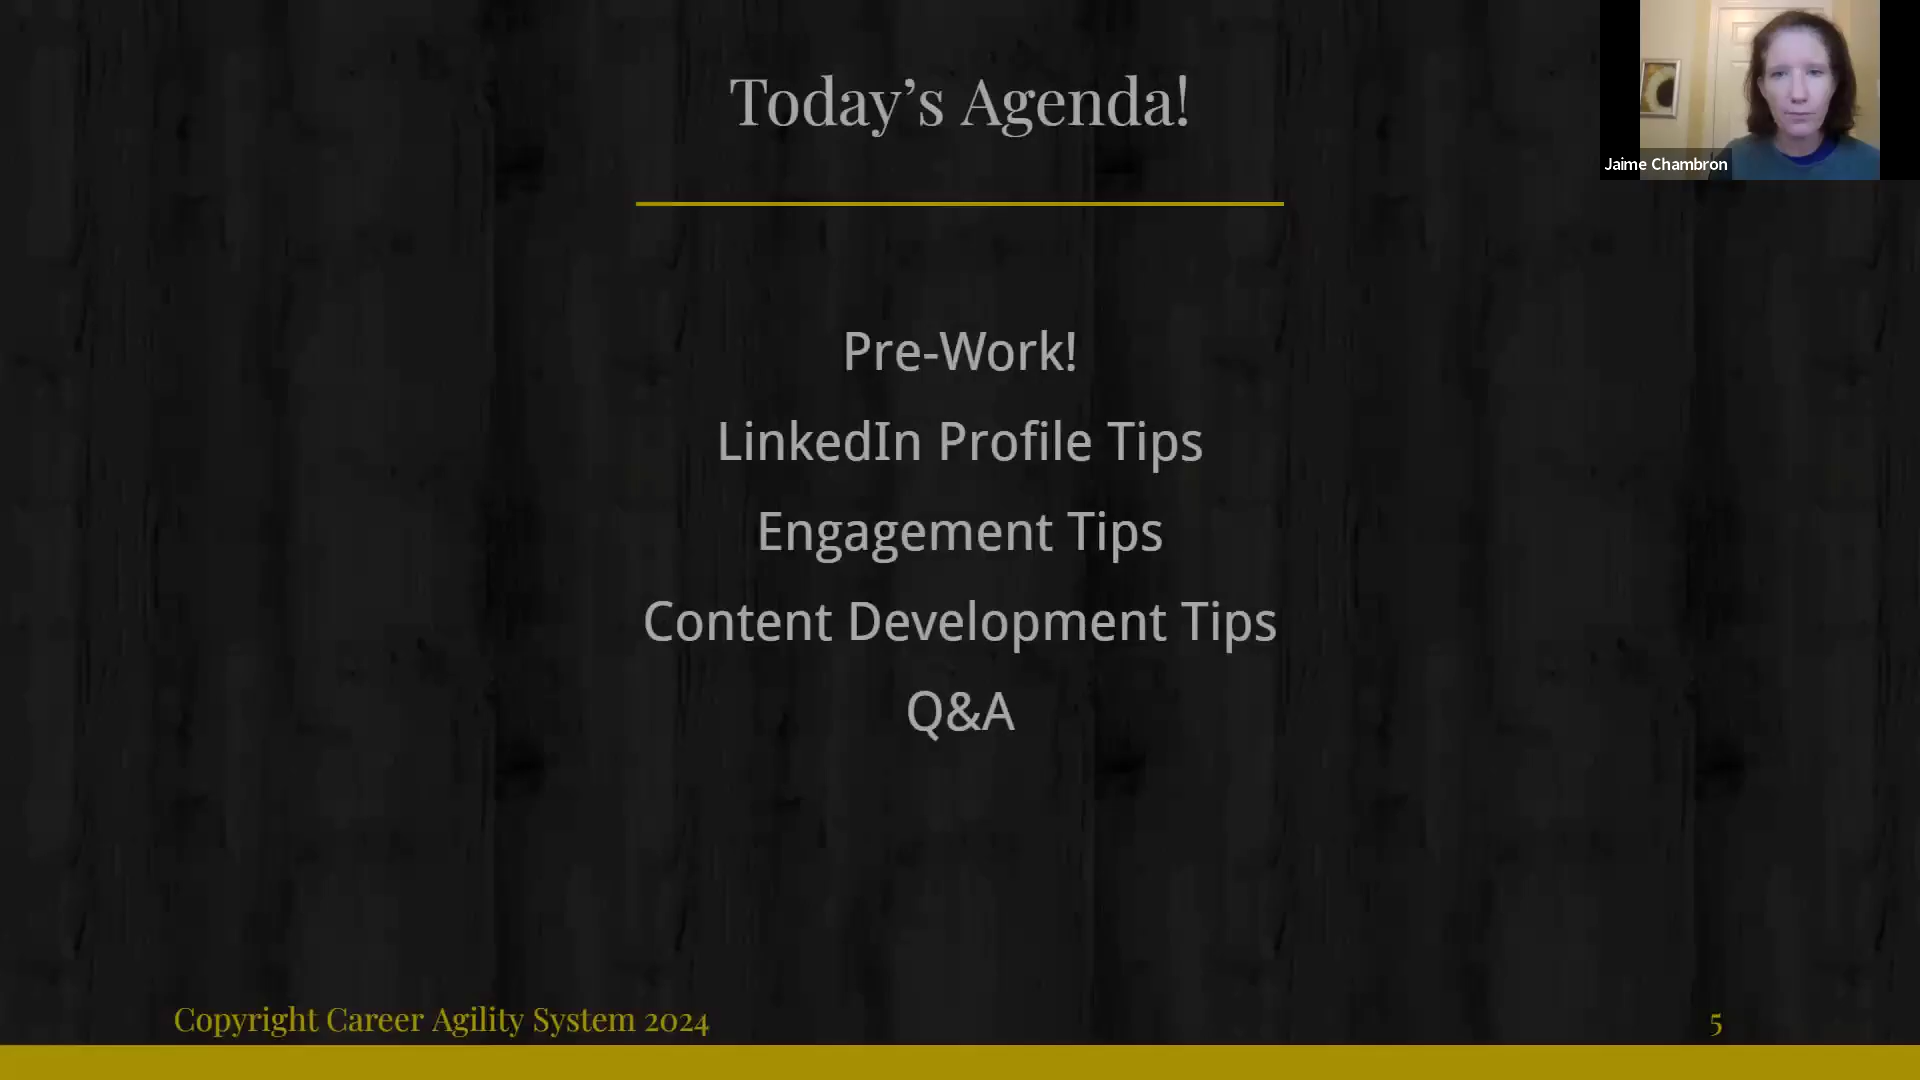 Today’s Agenda!
Jaime Chambron
Pre-Work!
LinkedIn Profile Tips
Engagement Tips
Content Development Tips
Q&A
Copyright Career Agility System 2024
5